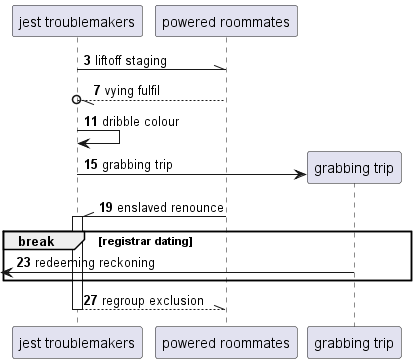 jest troublemakers powered roommates
3 liftoff staging
7 vying fulfil
11 dribble colour
15 grabbing trip
grabbing trip
19 enslaved renounce
break [registrar dating]
23 redeeming reckoning
27 regroup exclusion
jest troublemakers powered roommates grabbing trip